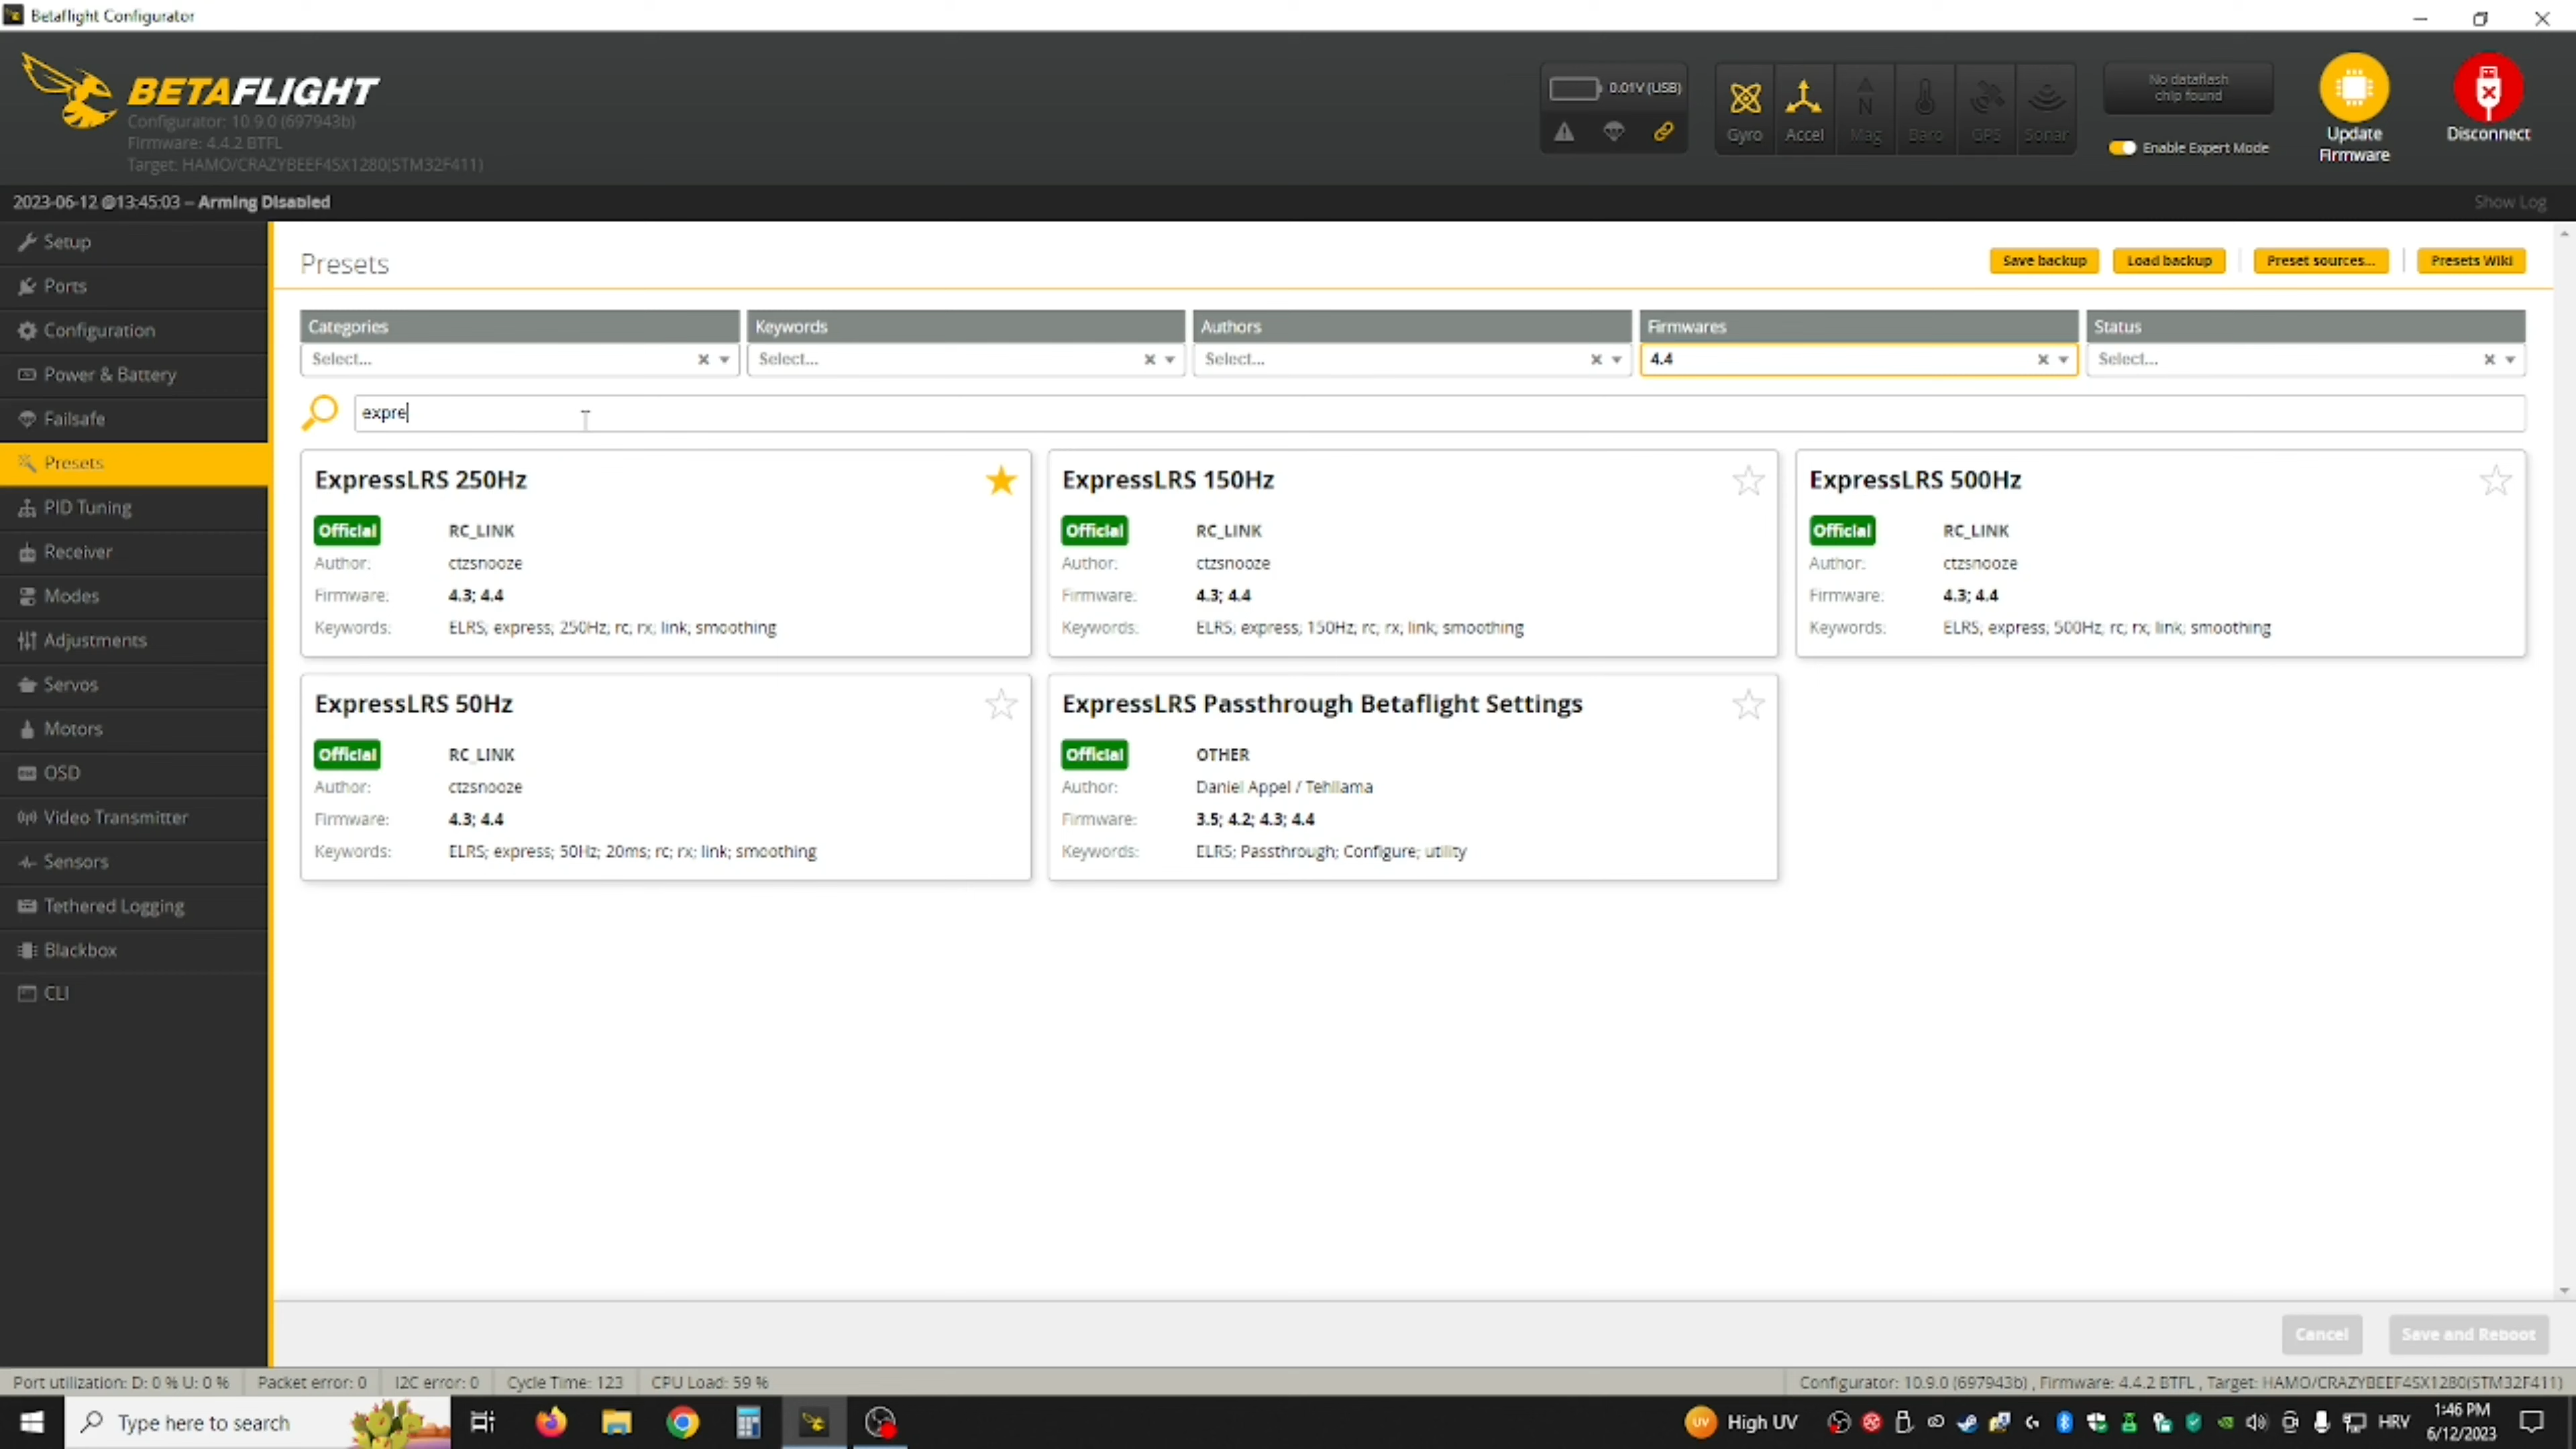 Betaflight Configurator
BETAFLIGHT
Configurator: 10.9.0 (697943b)
Firmware: 4.4.2 BTFL
Target: HAMO/CRAZYBEEF4SX1280(STM32F411)
0.01V (USB)
Gyro Accel Mag Baro GPS Sonar
No dataflash
chip found
Enable Expert Mode
Update
Firmware
Disconnect
2023-06-12 @13:45:03 -- Arming Disabled
Show Log
Setup
Ports
Configuration
Power & Battery
Failsafe
Presets
PID Tuning
Receiver
Modes
Adjustments
Servos
Motors
OSD
Video Transmitter
Sensors
Tethered Logging
Blackbox
CLI
Presets
Save backup Load backup Preset sources... Presets Wiki
Categories Keywords Authors Firmwares Status
Select... Select... Select... 4.4 Select...
expre
ExpressLRS 250Hz
Official RC_LINK
Author: ctzsnooze
Firmware: 4.3; 4.4
Keywords: ELRS; express; 250Hz; rc; rx; link; smoothing
ExpressLRS 150Hz
Official RC_LINK
Author: ctzsnooze
Firmware: 4.3; 4.4
Keywords: ELRS; express; 150Hz; rc; rx; link; smoothing
ExpressLRS 500Hz
Official RC_LINK
Author: ctzsnooze
Firmware: 4.3; 4.4
Keywords: ELRS; express; 500Hz; rc; rx; link; smoothing
ExpressLRS 50Hz
Official RC_LINK
Author: ctzsnooze
Firmware: 4.3; 4.4
Keywords: ELRS; express; 50Hz; 20ms; rc; rx; link; smoothing
ExpressLRS Passthrough Betaflight Settings
Official OTHER
Author: Daniel Appel / Tehllama
Firmware: 3.5; 4.2; 4.3; 4.4
Keywords: ELRS; Passthrough; Configure; utility
Cancel Save and Reboot
Port utilization: D: 0 % U: 0 % Packet error: 0 I2C error: 0 Cycle Time: 123 CPU Load: 59 %
Configurator: 10.9.0 (697943b) , Firmware: 4.4.2 BTFL , Target: HAMO/CRAZYBEEF4SX1280(STM32F411)
Type here to search
UV High UV
HRV
1:46 PM
6/12/2023